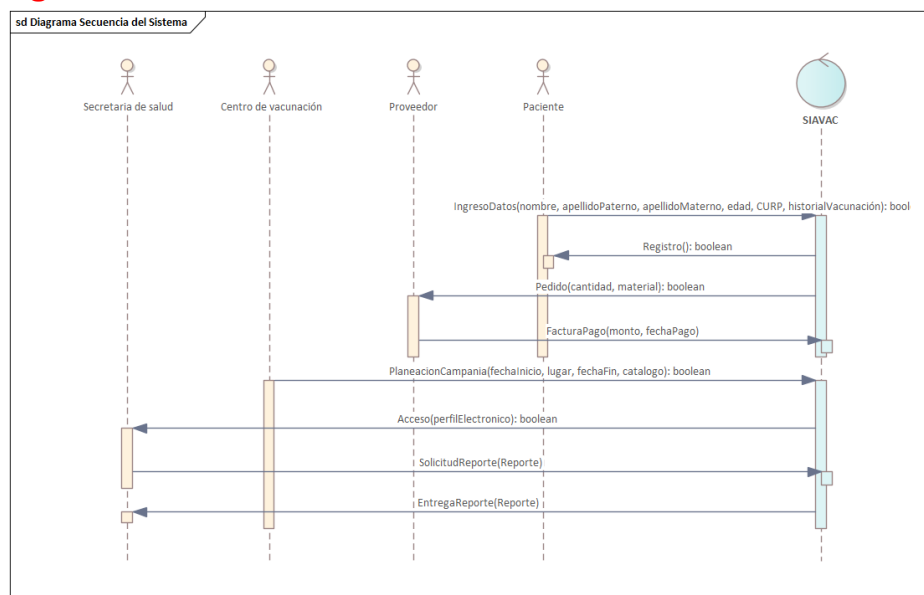 sd Diagrama Secuencia del Sistema
Secretaria de salud
Centro de vacunación
Proveedor
Paciente
SIAVAC
IngresoDatos(nombre, apellidoPaterno, apellidoMaterno, edad, CURP, historialVacunación): bool
Registro(): boolean
Pedido(cantidad, material): boolean
FacturaPago(monto, fechaPago)
PlaneacionCampania(fechaInicio, lugar, fechaFin, catalogo): boolean
Acceso(perfilElectronico): boolean
SolicitudReporte(Reporte)
EntregaReporte(Reporte)